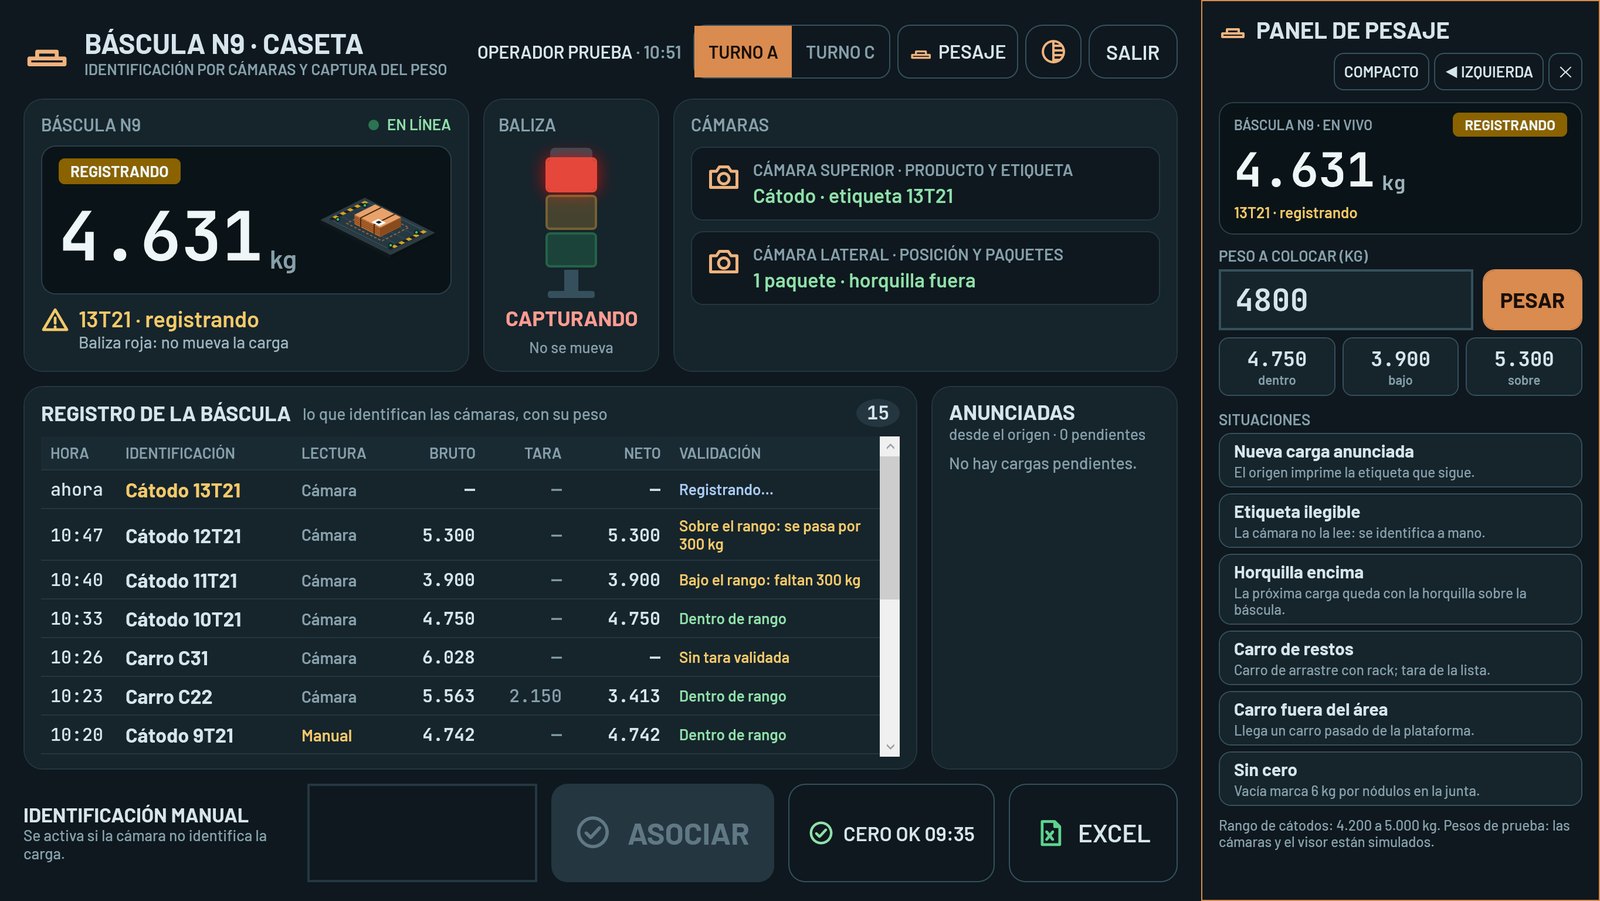 BÁSCULA N9 · CASETA
IDENTIFICACIÓN POR CÁMARAS Y CAPTURA DEL PESO
OPERADOR PRUEBA · 10:51
TURNO A
TURNO C
PESAJE
SALIR
BÁSCULA N9
EN LÍNEA
REGISTRANDO
4.631 kg
13T21 · registrando
Baliza roja: no mueva la carga
BALIZA
CAPTURANDO
No se mueva
CÁMARAS
CÁMARA SUPERIOR · PRODUCTO Y ETIQUETA
Cátodo · etiqueta 13T21
CÁMARA LATERAL · POSICIÓN Y PAQUETES
1 paquete · horquilla fuera
REGISTRO DE LA BÁSCULA lo que identifican las cámaras, con su peso 15
HORA IDENTIFICACIÓN LECTURA BRUTO TARA NETO VALIDACIÓN
ahora Cátodo 13T21 Cámara — — — Registrando...
10:47 Cátodo 12T21 Cámara 5.300 — 5.300 Sobre el rango: se pasa por
300 kg
10:40 Cátodo 11T21 Cámara 3.900 — 3.900 Bajo el rango: faltan 300 kg
10:33 Cátodo 10T21 Cámara 4.750 — 4.750 Dentro de rango
10:26 Carro C31 Cámara 6.028 — — Sin tara validada
10:23 Carro C22 Cámara 5.563 2.150 3.413 Dentro de rango
10:20 Cátodo 9T21 Manual 4.742 — 4.742 Dentro de rango
ANUNCIADAS
desde el origen · 0 pendientes
No hay cargas pendientes.
IDENTIFICACIÓN MANUAL
Se activa si la cámara no identifica la
carga.
ASOCIAR
CERO OK 09:35
EXCEL
PANEL DE PESAJE
COMPACTO
◀ IZQUIERDA
BÁSCULA N9 · EN VIVO
REGISTRANDO
4.631 kg
13T21 · registrando
PESO A COLOCAR (KG)
4800
PESAR
4.750
dentro
3.900
bajo
5.300
sobre
SITUACIONES
Nueva carga anunciada
El origen imprime la etiqueta que sigue.
Etiqueta ilegible
La cámara no la lee: se identifica a mano.
Horquilla encima
La próxima carga queda con la horquilla sobre la
báscula.
Carro de restos
Carro de arrastre con rack; tara de la lista.
Carro fuera del área
Llega un carro pasado de la plataforma.
Sin cero
Vacía marca 6 kg por nódulos en la junta.
Rango de cátodos: 4.200 a 5.000 kg. Pesos de prueba: las
cámaras y el visor están simulados.